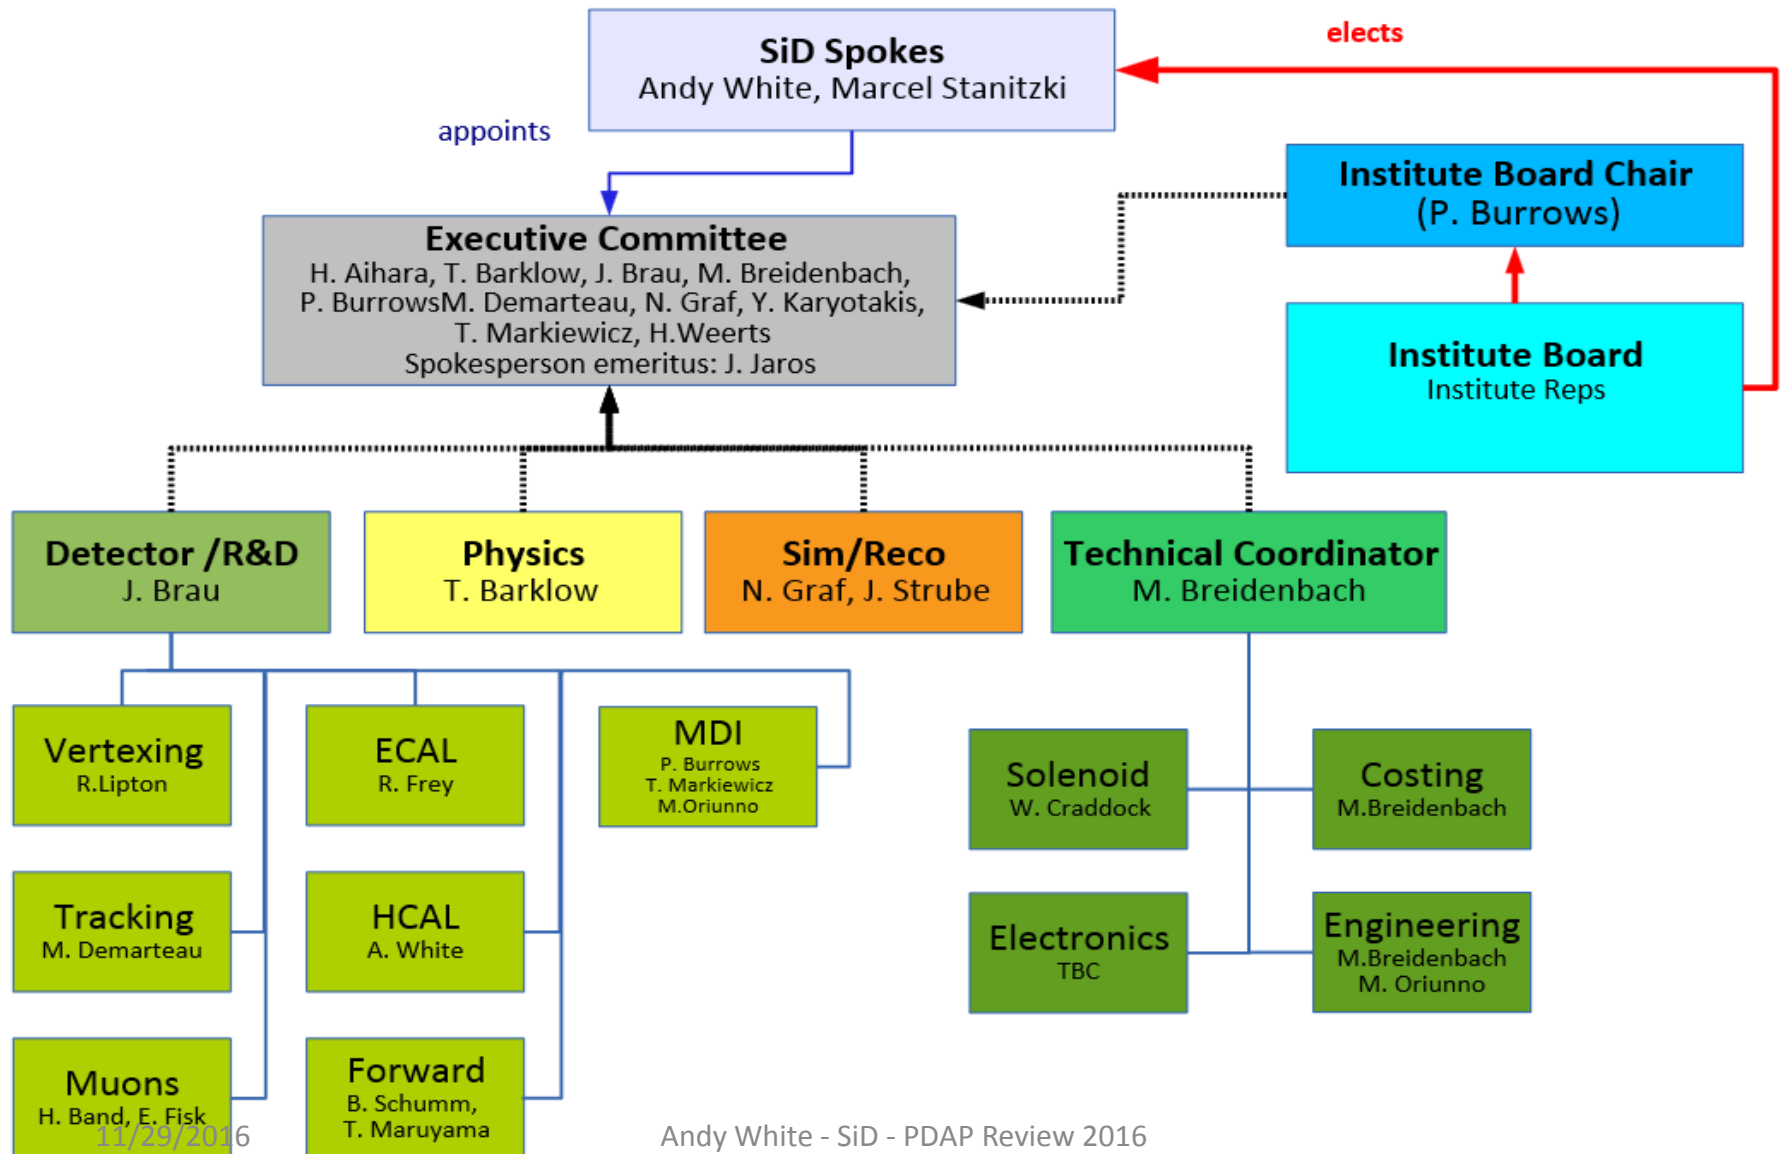 SiD Spokes
Andy White, Marcel Stanitzki
elects
appoints
Institute Board Chair
(P. Burrows)
Executive Committee
H. Aihara, T. Barklow, J. Brau, M. Breidenbach,
P. BurrowsM. Demarteau, N. Graf, Y. Karyotakis,
T. Markiewicz, H.Weerts
Spokesperson emeritus: J. Jaros
Institute Board
Institute Reps
Detector /R&D
J. Brau
Physics
T. Barklow
Sim/Reco
N. Graf, J. Strube
Technical Coordinator
M. Breidenbach
Vertexing
R.Lipton
ECAL
R. Frey
MDI
P. Burrows
T. Markiewicz
M.Oriunno
Solenoid
W. Craddock
Costing
M.Breidenbach
Tracking
M. Demarteau
HCAL
A. White
Electronics
TBC
Engineering
M.Breidenbach
M. Oriunno
Muons
H. Band, E. Fisk
Forward
B. Schumm,
T. Maruyama
11/29/2016
Andy White - SiD - PDAP Review 2016